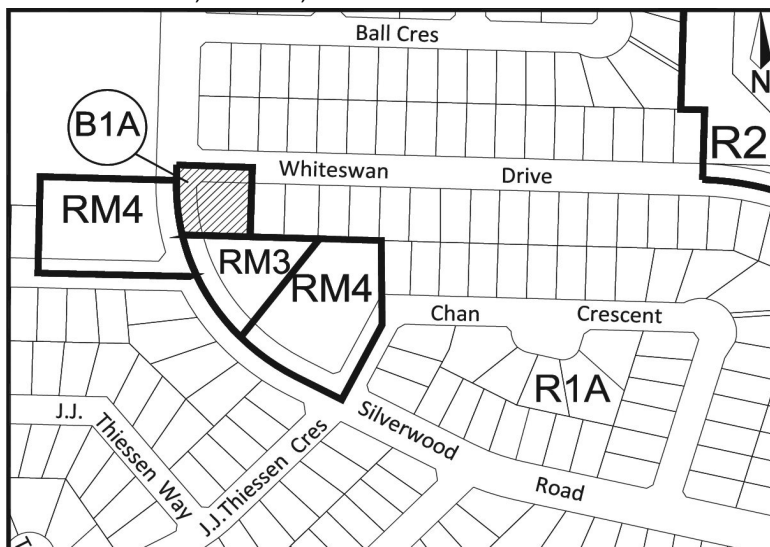 Ball Cres
N
B1A
R2
Whiteswan Drive
RM4
RM3
RM4
Chan Crescent
R1A
J.J. Thiessen Way
J.J.Thiessen Cres
Silverwood Road